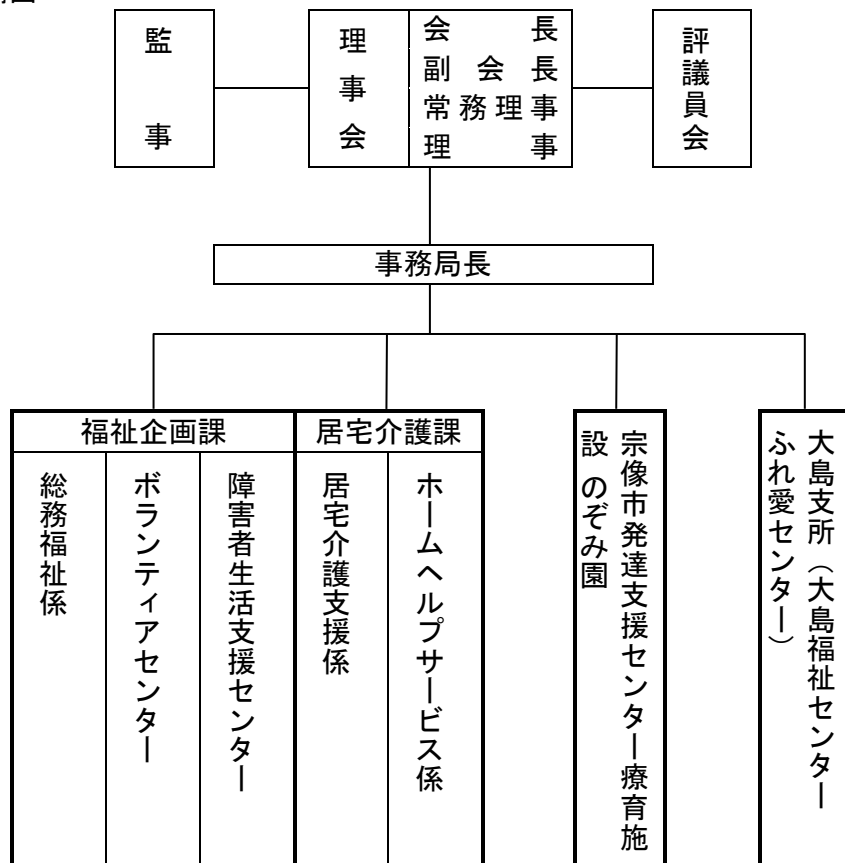 監事
理事会
会長
副会長
常務理事
理事
評議員会
事務局長
福祉企画課
居宅介護課
総務福祉係
ボランティアセンター
障害者生活支援センター
居宅介護支援係
ホームヘルプサービス係
宗像市発達支援センター療育施
設 のぞみ園
大島支所（大島福祉センター
ふれ愛センター）